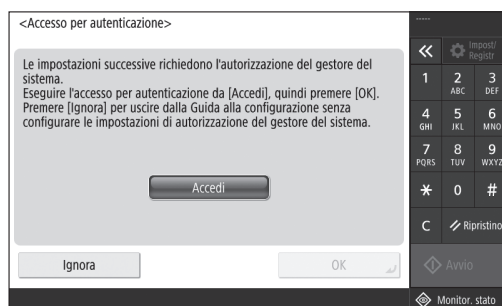 <Accesso per autenticazione>
Le impostazioni successive richiedono l'autorizzazione del gestore del
sistema.
Eseguire l'accesso per autenticazione da [Accedi], quindi premere [OK].
Premere [Ignora] per uscire dalla Guida alla configurazione senza
configurare le impostazioni di autorizzazione del gestore del sistema.
Accedi
Ignora
OK
Impost/
Registr
1 2 3
ABC DEF
4 5 6
GHI JKL MNO
7 8 9
PQRS TUV WXYZ
* 0 #
C Ripristino
Avvio
Monitor. stato